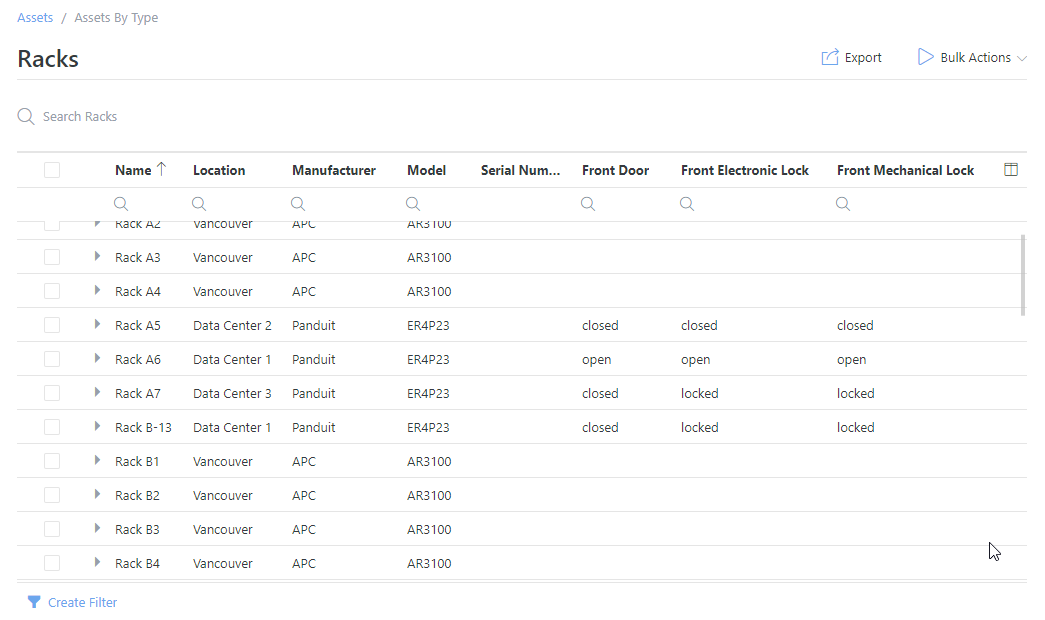 Assets / Assets By Type
Racks
Export
Bulk Actions
Search Racks
Name Location Manufacturer Model Serial Num... Front Door Front Electronic Lock Front Mechanical Lock
Rack A2 Vancouver APC AR3100
Rack A3 Vancouver APC AR3100
Rack A4 Vancouver APC AR3100
Rack A5 Data Center 2 Panduit ER4P23 closed closed closed
Rack A6 Data Center 1 Panduit ER4P23 open open open
Rack A7 Data Center 3 Panduit ER4P23 closed locked locked
Rack B-13 Data Center 1 Panduit ER4P23 closed locked locked
Rack B1 Vancouver APC AR3100
Rack B2 Vancouver APC AR3100
Rack B3 Vancouver APC AR3100
Rack B4 Vancouver APC AR3100
Create Filter